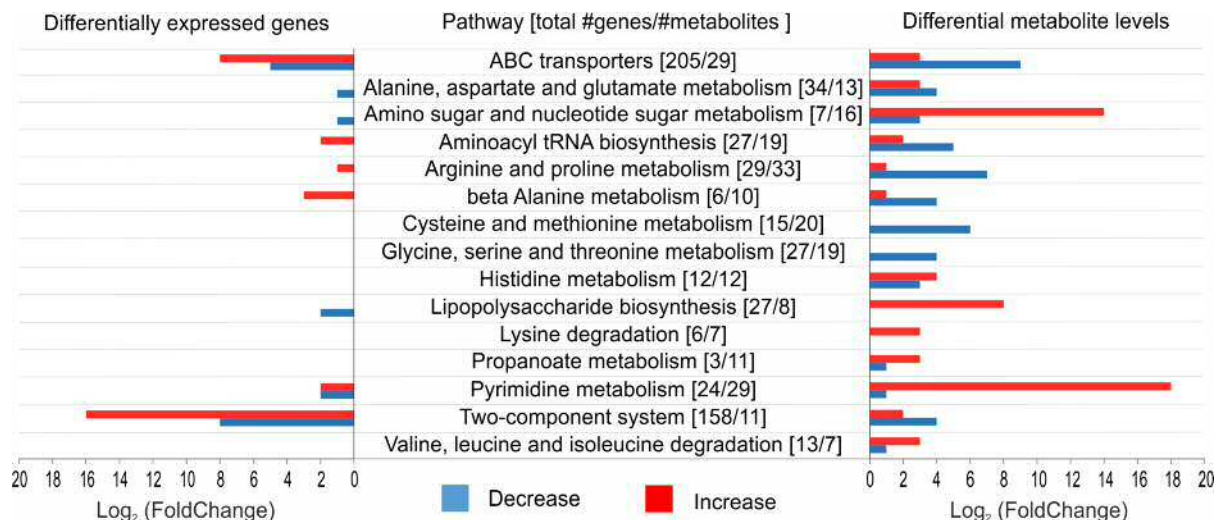 Differentially expressed genes
Pathway [total #genes/#metabolites ]
Differential metabolite levels
ABC transporters [205/29]
Alanine, aspartate and glutamate metabolism [34/13]
Amino sugar and nucleotide sugar metabolism [7/16]
Aminoacyl tRNA biosynthesis [27/19]
Arginine and proline metabolism [29/33]
beta Alanine metabolism [6/10]
Cysteine and methionine metabolism [15/20]
Glycine, serine and threonine metabolism [27/19]
Histidine metabolism [12/12]
Lipopolysaccharide biosynthesis [27/8]
Lysine degradation [6/7]
Propanoate metabolism [3/11]
Pyrimidine metabolism [24/29]
Two-component system [158/11]
Valine, leucine and isoleucine degradation [13/7]
20 18 16 14 12 10 8 6 4 2 0
0 2 4 6 8 10 12 14 16 18 20
Log₂ (FoldChange)
Decrease
Increase
Log₂ (FoldChange)